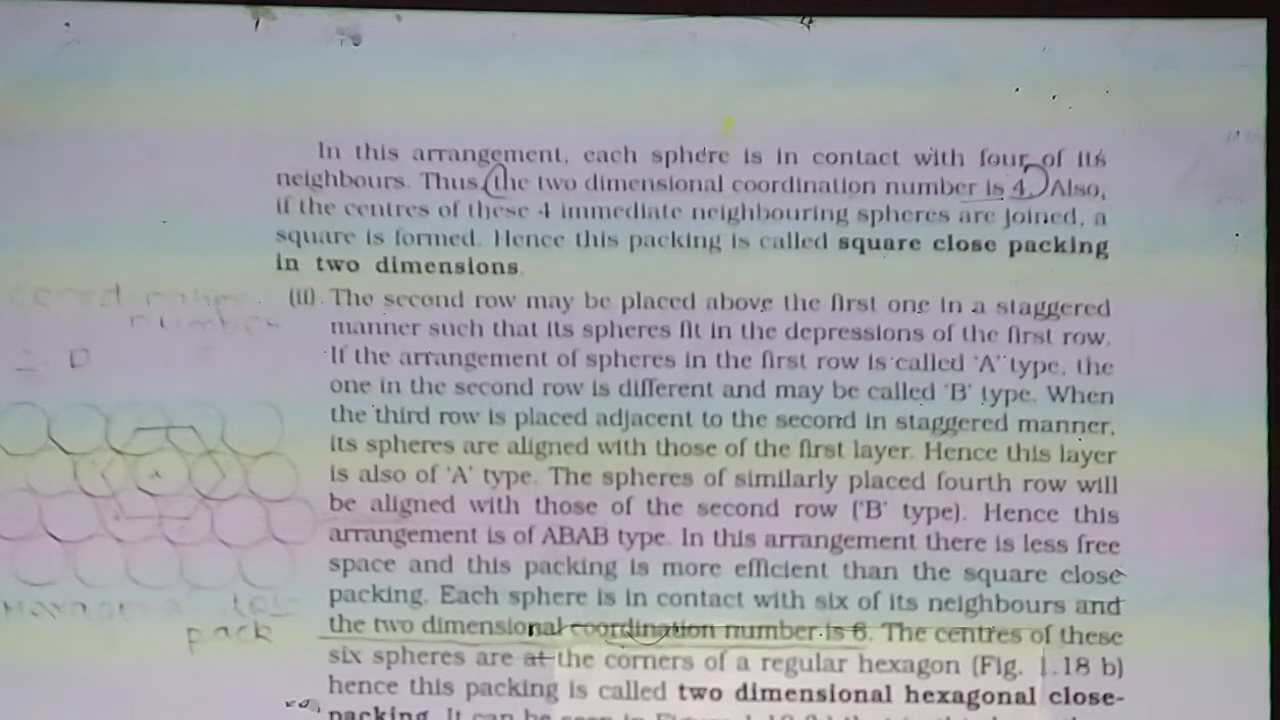 In this arrangement, each sphere is in contact with four of its
neighbours. Thus (the two dimensional coordination number is 4.) Also,
if the centres of these 4 immediate neighbouring spheres are joined, a
square is formed. Hence this packing is called square close packing
in two dimensions.
(ii) The second row may be placed above the first one in a staggered
manner such that its spheres fit in the depressions of the first row.
If the arrangement of spheres in the first row is called 'A' type, the
one in the second row is different and may be called 'B' type. When
the third row is placed adjacent to the second in staggered manner,
its spheres are aligned with those of the first layer. Hence this layer
is also of 'A' type. The spheres of similarly placed fourth row will
be aligned with those of the second row ('B' type). Hence this
arrangement is of ABAB type. In this arrangement there is less free
space and this packing is more efficient than the square close
packing. Each sphere is in contact with six of its neighbours and
the two dimensional coordination number is 6. The centres of these
six spheres are at the corners of a regular hexagon (Fig. 1.18 b)
hence this packing is called two dimensional hexagonal close-
packing. It can be seen in Figure
number
D
pack